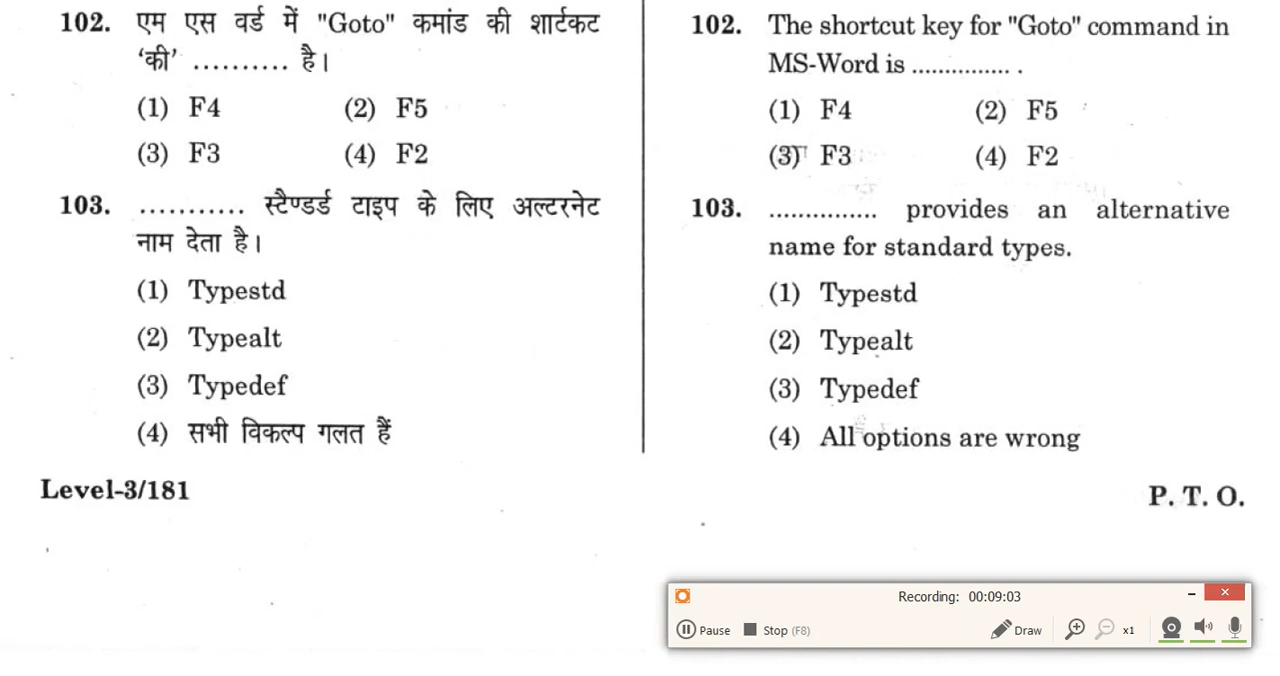 102. एम एस वर्ड में "Goto" कमांड की शार्टकट
'की' .......... है।
(1) F4 (2) F5
(3) F3 (4) F2
103. ........... स्टैण्डर्ड टाइप के लिए अल्टरनेट
नाम देता है।
(1) Typestd
(2) Typealt
(3) Typedef
(4) सभी विकल्प गलत हैं
Level-3/181
102. The shortcut key for "Goto" command in
MS-Word is ............... .
(1) F4 (2) F5
(3) F3 (4) F2
103. ............... provides an alternative
name for standard types.
(1) Typestd
(2) Typealt
(3) Typedef
(4) All options are wrong
P. T. O.
Recording: 00:09:03
Pause Stop (F8) Draw x1